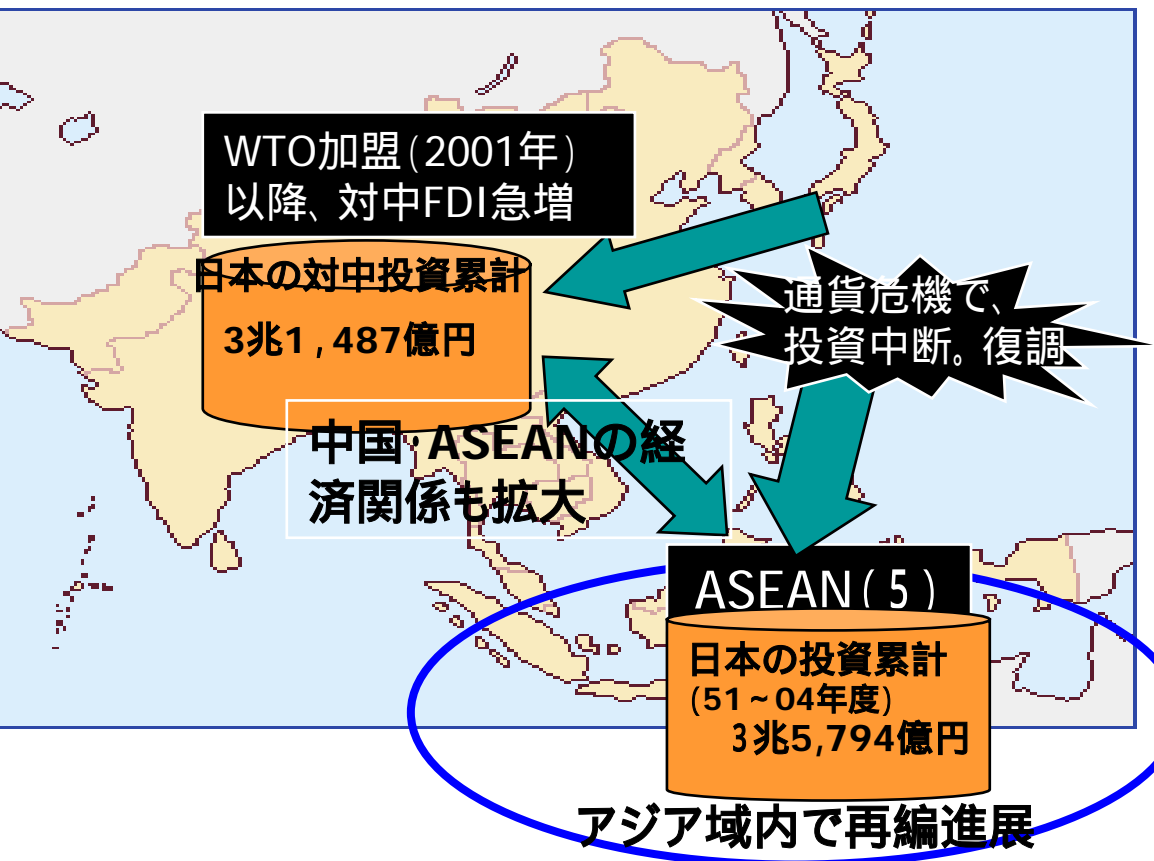 WTO加盟(2001年)
以降、対中FDI急増
日本の対中投資累計
3兆1,487億円
通貨危機で、
投資中断。復調
中国・ASEANの経
済関係も拡大
ASEAN(5)
日本の投資累計
(51~04年度)
3兆5,794億円
アジア域内で再編進展